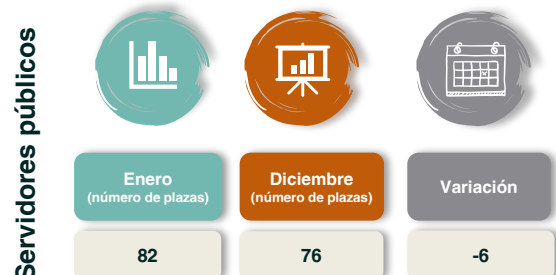 Servidores públicos
Enero
(número de plazas)
Diciembre
(número de plazas)
Variación
82
76
-6